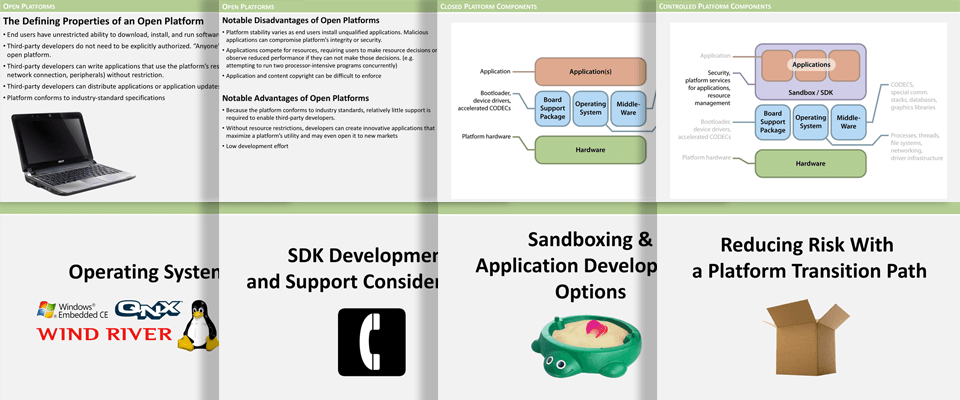 OPEN PLATFORMS
The Defining Properties of an Open Platform
• End users have unrestricted ability to download, install, and run
• Third-party developers do not need to be explicitly authorized.
open platform.
• Third-party developers can write applications that use the platform's
network connection, peripherals) without restriction.
• Third-party developers can distribute applications or application
• Platform conforms to industry-standard specifications
OPEN PLATFORMS
Notable Disadvantages of Open Platforms
• Platform stability varies as end users install unqualified applications. Malicious
applications can compromise platform's integrity or security.
• Applications compete for resources, requiring users to make resource decisions or
observe reduced performance if they can not make those decisions. (e.g.
attempting to run two processor-intensive programs concurrently)
• Application and content copyright can be difficult to enforce
Notable Advantages of Open Platforms
• Because the platform conforms to industry standards, relatively little support is
required to enable third-party developers.
• Without resource restrictions, developers can create innovative applications that
maximize a platform's utility and may even open it to new markets
• Low development effort
CLOSED PLATFORM COMPONENTS
Application
Application(s)
Bootloader,
device drivers,
accelerated CODECs
Board
Support
Package
Operating
System
Middle-
Ware
Platform hardware
Hardware
CONTROLLED PLATFORM COMPONENTS
Application
Applications
Security,
platform services
for applications,
resource
management
Sandbox / SDK
CODECS,
special comm.
stacks, databases,
graphics libraries
Bootloader,
device drivers,
accelerated CODECs
Board
Support
Package
Operating
System
Middle-
Ware
Processes, threads,
file systems,
networking,
driver infrastructure
Platform hardware
Hardware
Operating
Windows®
Embedded CE
QNX
WIND RIVER
SDK
and Support
Sandboxing &
Application
Options
Reducing Risk With
a Platform Transition Path